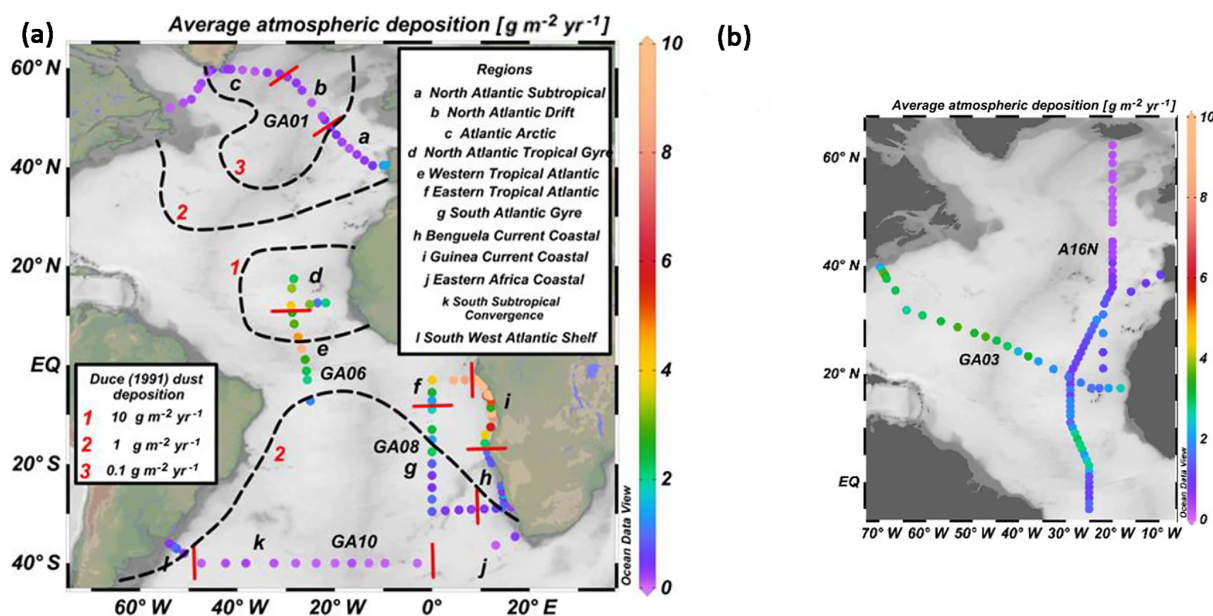 (a)
Average atmospheric deposition [g m⁻² yr⁻¹]
60° N
40° N
20° N
EQ
20° S
40° S
60° W
40° W
20° W
0°
20° E
10
8
6
4
2
0
Regions
a North Atlantic Subtropical
b North Atlantic Drift
c Atlantic Arctic
d North Atlantic Tropical Gyre
e Western Tropical Atlantic
f Eastern Tropical Atlantic
g South Atlantic Gyre
h Benguela Current Coastal
i Guinea Current Coastal
j Eastern Africa Coastal
k South Subtropical
Convergence
l South West Atlantic Shelf
c
b
GA01
a
3
2
1
d
e
GA06
f
i
GA08
2
g
h
k
GA10
l
j
Duce (1991) dust
deposition
1 10 g m⁻² yr⁻¹
2 1 g m⁻² yr⁻¹
3 0.1 g m⁻² yr⁻¹
Ocean Data View
(b)
Average atmospheric deposition [g m⁻² yr⁻¹]
60° N
40° N
20° N
EQ
70° W
60° W
50° W
40° W
30° W
20° W
10° W
A16N
GA03
Ocean Data View
10
8
6
4
2
0